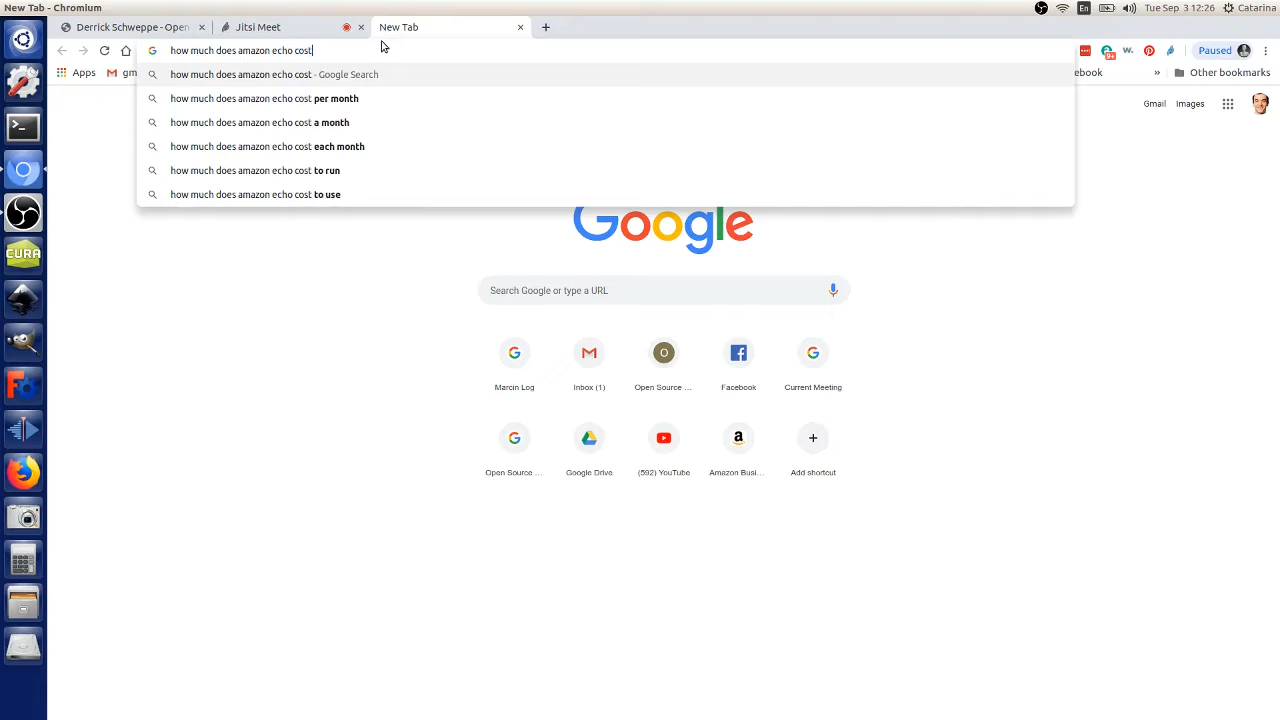 New Tab - Chromium
En
Tue Sep 3 12:26
Catarina
Derrick Schweppe - Open
Jitsi Meet
New Tab
how much does amazon echo cost
9+
w.
Paused
how much does amazon echo cost - Google Search
Apps
gm
ebook
»
Other bookmarks
how much does amazon echo cost per month
Gmail
Images
how much does amazon echo cost a month
how much does amazon echo cost each month
how much does amazon echo cost to run
how much does amazon echo cost to use
Google
Search Google or type a URL
Marcin Log
Inbox (1)
Open Source ...
Facebook
Current Meeting
Open Source ...
Google Drive
(592) YouTube
Amazon Busi...
Add shortcut
CURA